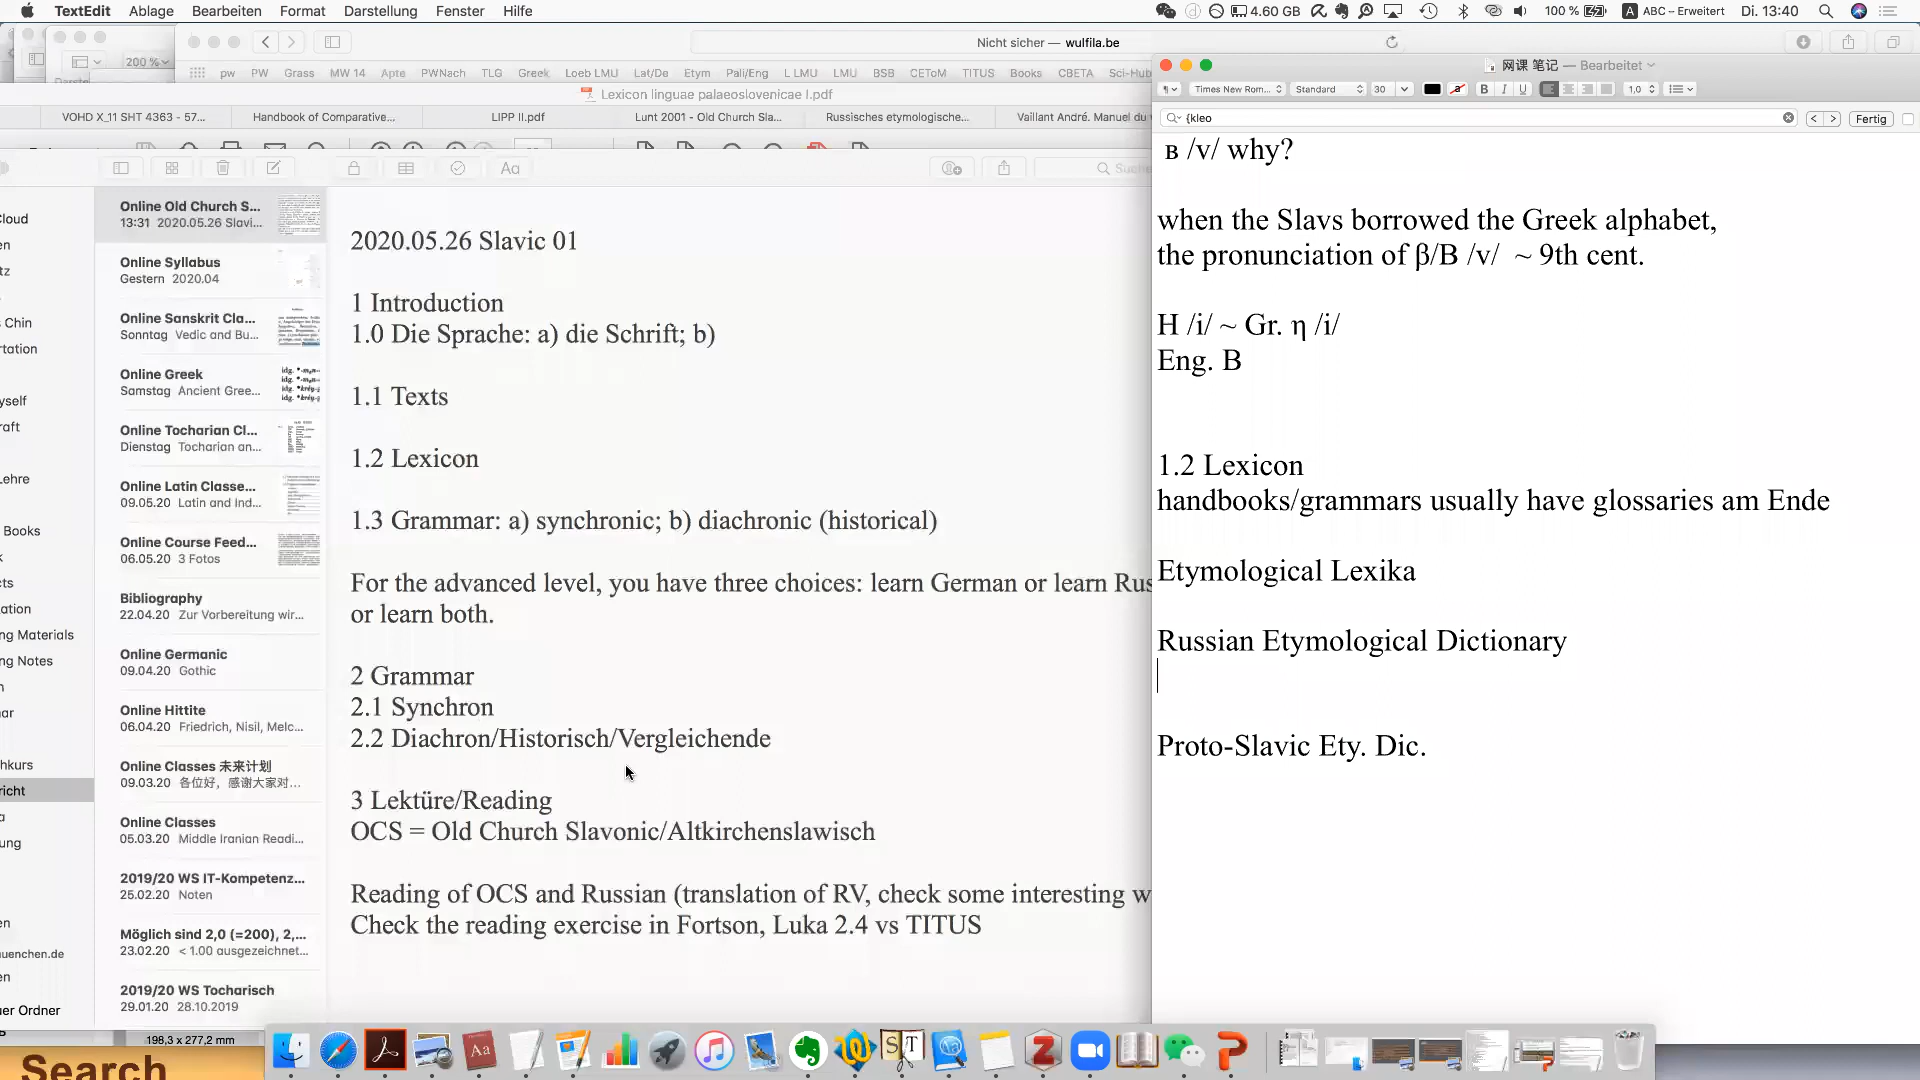 TextEdit Ablage Bearbeiten Format Darstellung Fenster Hilfe
4.60 GB 100 % ABC – Erweitert Di. 13:40
200 %
Nicht sicher — wulfila.be
pw PW Grass MW 14 Apte PWNach TLG Greek Loeb LMU Lat/De Etym Pali/Eng L LMU LMU BSB CEToM TITUS Books CBETA Sci-Hub
Lexicon linguae palaeoslovenicae I.pdf
VOHD X_11 SHT 4363 - 57...
Handbook of Comparative...
LIPP II.pdf
Lunt 2001 - Old Church Sla...
Russisches etymologische...
Vaillant André. Manuel du
Aa
Online Old Church S...
13:31 2020.05.26 Slavi...
Online Syllabus
Gestern 2020.04
Online Sanskrit Cla...
Sonntag Vedic and Bu...
Online Greek
Samstag Ancient Gree...
Online Tocharian Cl...
Dienstag Tocharian an...
Online Latin Classe...
09.05.20 Latin and Ind...
Online Course Feed...
06.05.20 3 Fotos
Bibliography
22.04.20 Zur Vorbereitung wir...
Online Germanic
09.04.20 Gothic
Online Hittite
06.04.20 Friedrich, Nisil, Melc...
Online Classes 未来计划
09.03.20 各位好，感谢大家对...
Online Classes
05.03.20 Middle Iranian Readi...
2019/20 WS IT-Kompetenz...
25.02.20 Noten
Möglich sind 2,0 (=200), 2,...
23.02.20 < 1.00 ausgezeichnet...
2019/20 WS Tocharisch
29.01.20 28.10.2019
2020.05.26 Slavic 01
1 Introduction
1.0 Die Sprache: a) die Schrift; b)
1.1 Texts
1.2 Lexicon
1.3 Grammar: a) synchronic; b) diachronic (historical)
For the advanced level, you have three choices: learn German or learn Rus
or learn both.
2 Grammar
2.1 Synchron
2.2 Diachron/Historisch/Vergleichende
3 Lektüre/Reading
OCS = Old Church Slavonic/Altkirchenslawisch
Reading of OCS and Russian (translation of RV, check some interesting w
Check the reading exercise in Fortson, Luka 2.4 vs TITUS
网课 笔记 — Bearbeitet
Times New Rom... Standard 30 B I U 1,0
{kleo
Fertig
в /v/ why?
when the Slavs borrowed the Greek alphabet,
the pronunciation of β/B /v/ ~ 9th cent.
H /i/ ~ Gr. η /i/
Eng. B
1.2 Lexicon
handbooks/grammars usually have glossaries am Ende
Etymological Lexika
Russian Etymological Dictionary
Proto-Slavic Ety. Dic.
198,3 x 277,2 mm
Search